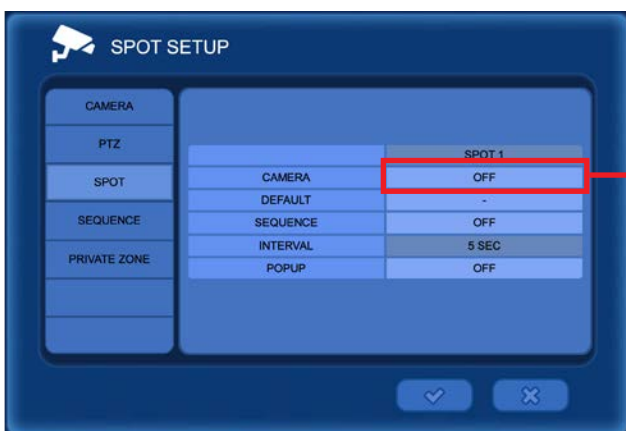 SPOT SETUP
CAMERA
PTZ
SPOT
SEQUENCE
PRIVATE ZONE
SPOT 1
CAMERA OFF
DEFAULT -
SEQUENCE OFF
INTERVAL 5 SEC
POPUP OFF